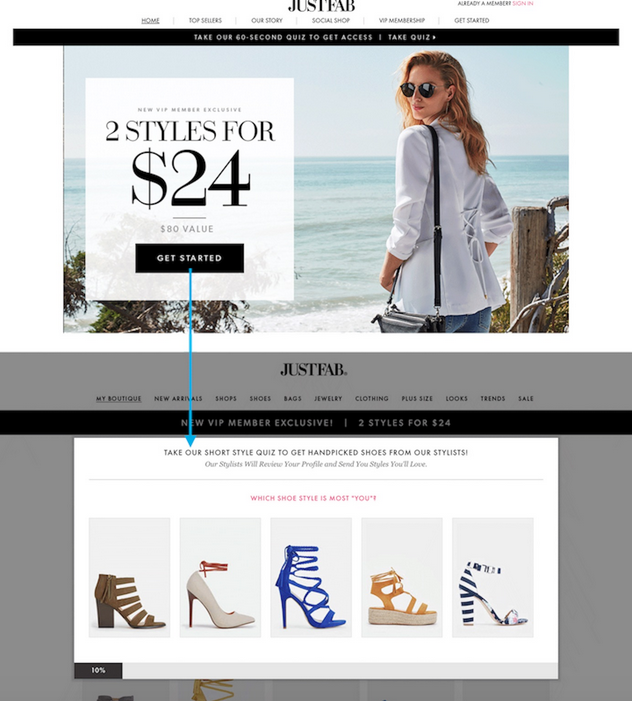 JUSTFAB
ALREADY A MEMBER? SIGN IN
HOME | TOP SELLERS | OUR STORY | SOCIAL SHOP | VIP MEMBERSHIP | GET STARTED
TAKE OUR 60-SECOND QUIZ TO GET ACCESS | TAKE QUIZ
NEW VIP MEMBER EXCLUSIVE
2 STYLES FOR
$24
$80 VALUE
GET STARTED
JUSTFAB®
MY BOUTIQUE NEW ARRIVALS SHOPS SHOES BAGS JEWELRY CLOTHING PLUS SIZE LOOKS TRENDS SALE
NEW VIP MEMBER EXCLUSIVE! | 2 STYLES FOR $24
TAKE OUR SHORT STYLE QUIZ TO GET HANDPICKED SHOES FROM OUR STYLISTS!
Our Stylists Will Review Your Profile and Send You Styles You'll Love.
WHICH SHOE STYLE IS MOST "YOU"?
10%